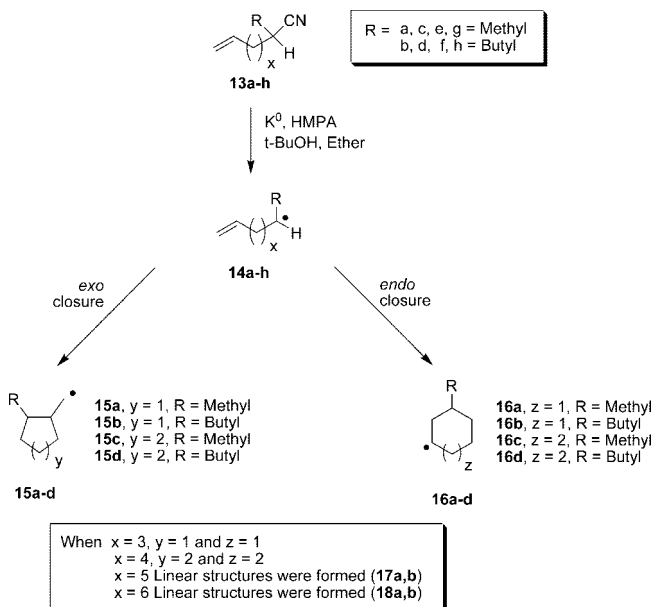 R
CN
H
x
13a-h
R = a, c, e, g = Methyl
b, d, f, h = Butyl
K⁰, HMPA
t-BuOH, Ether
R
•
H
x
14a-h
exo
closure
endo
closure
R
•
y
15a-d
15a, y = 1, R = Methyl
15b, y = 1, R = Butyl
15c, y = 2, R = Methyl
15d, y = 2, R = Butyl
R
•
z
16a-d
16a, z = 1, R = Methyl
16b, z = 1, R = Butyl
16c, z = 2, R = Methyl
16d, z = 2, R = Butyl
When x = 3, y = 1 and z = 1
x = 4, y = 2 and z = 2
x = 5 Linear structures were formed (17a,b)
x = 6 Linear structures were formed (18a,b)